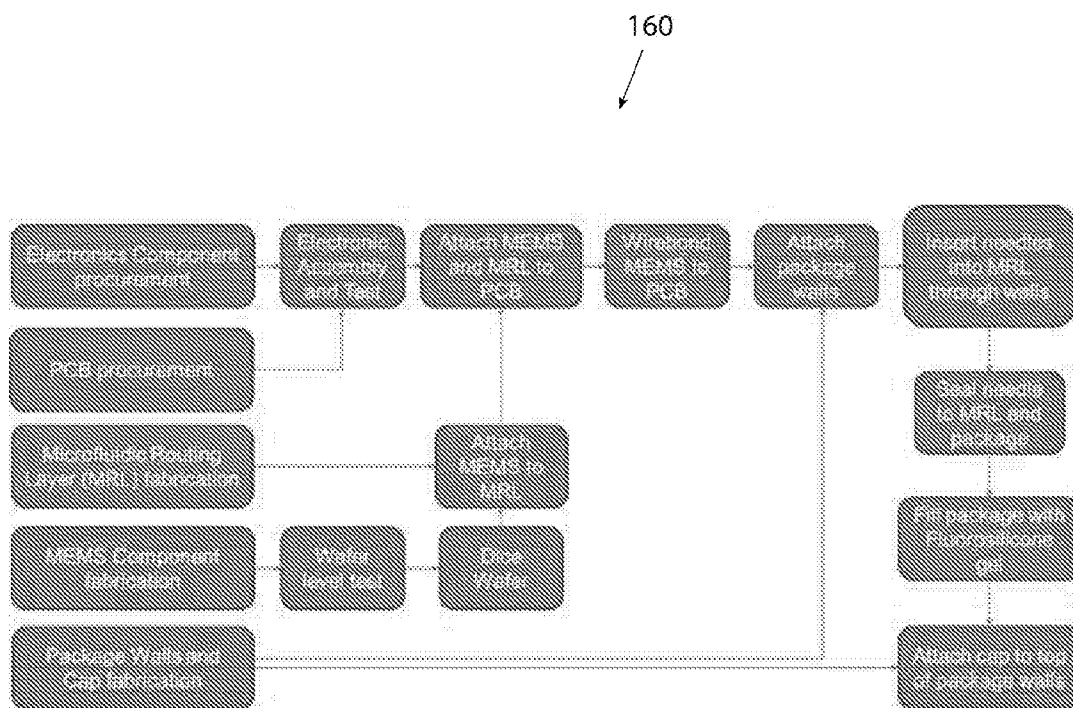 160
Electronics Component
procurement
Electronic
Assembly
and Test
Attach MEMS
and MRL to
PCB
Wirebond
MEMS to
PCB
Attach
package
walls
Insert needles
into MRL
through walls
PCB procurement
Seal needle
to MRL and
package
Microfluidic Routing
Layer (MRL) fabrication
Attach
MEMS to
MRL
Fill package with
Fluorosilicone
gel
MEMS Component
fabrication
Wafer
level test
Dice
Wafer
Package Walls and
Cap fabrication
Attach cap to top
of package walls